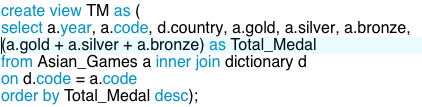 create view TM as (
select a.year, a.code, d.country, a.gold, a.silver, a.bronze,
(a.gold + a.silver + a.bronze) as Total_Medal
from Asian_Games a inner join dictionary d
on d.code = a.code
order by Total_Medal desc);